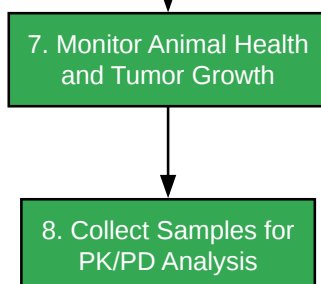 7. Monitor Animal Health
and Tumor Growth
8. Collect Samples for
PK/PD Analysis